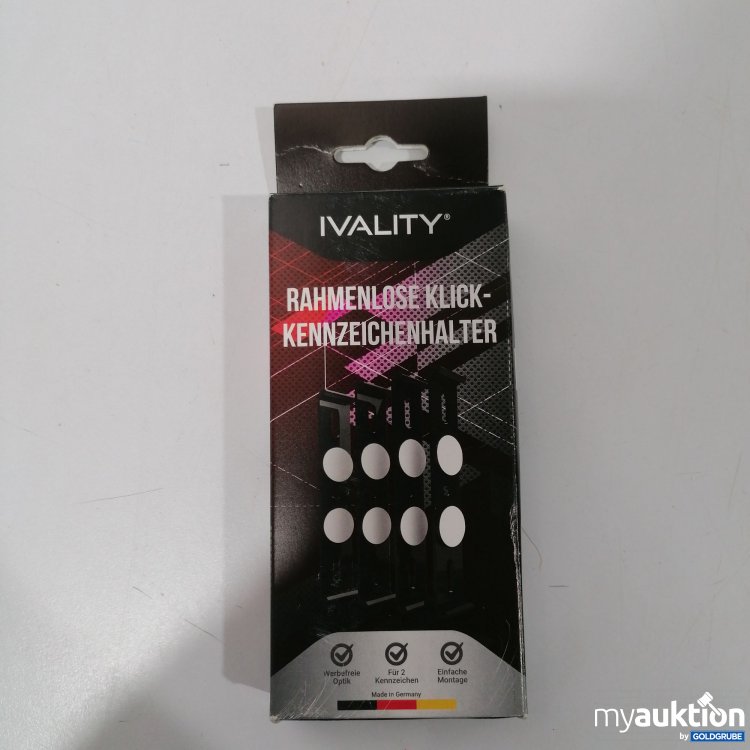 IVALITY®
RAHMENLOSE KLICK-
KENNZEICHENHALTER
Werbefreie
Optik
Für 2
Kennzeichen
Einfache
Montage
Made in Germany
myauktion
by GOLDGRUBE